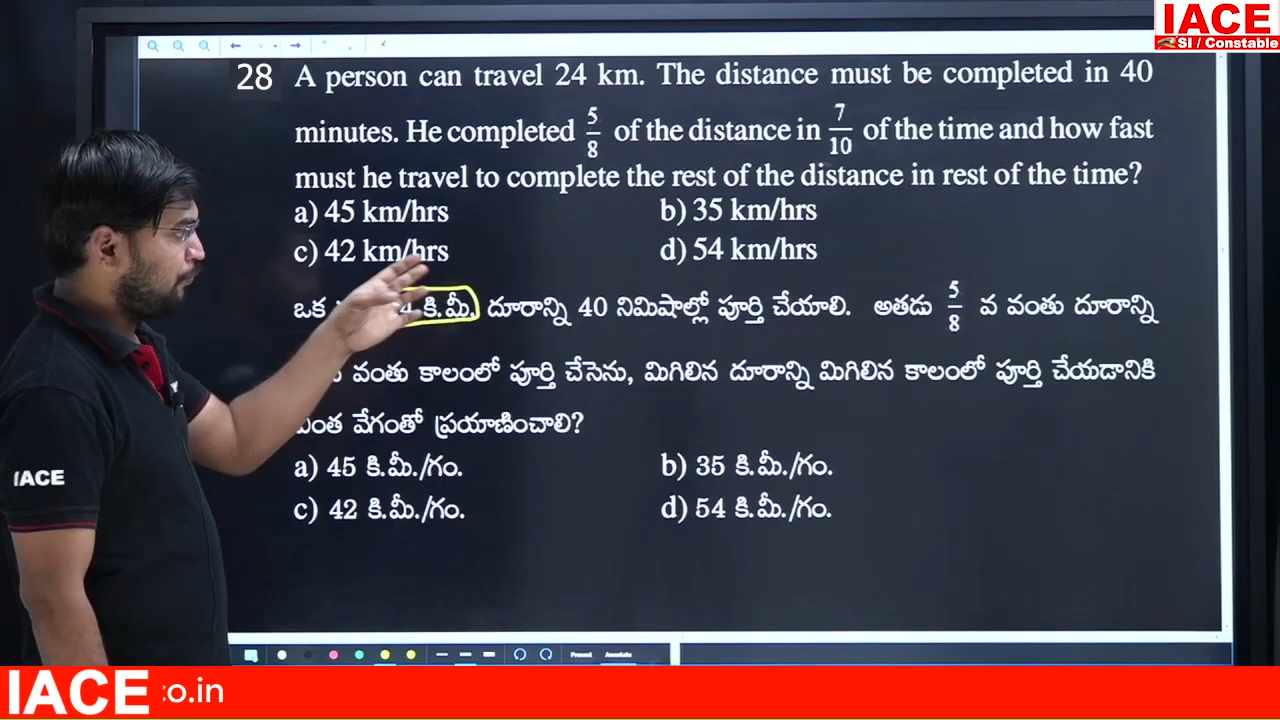 IACE
SI / Constable
28 A person can travel 24 km. The distance must be completed in 40
minutes. He completed 5/8 of the distance in 7/10 of the time and how fast
must he travel to complete the rest of the distance in rest of the time?
a) 45 km/hrs b) 35 km/hrs
c) 42 km/hrs d) 54 km/hrs
ఒక 4 కి.మీ. దూరాన్ని 40 నిమిషాల్లో పూర్తి చేయాలి. అతడు 5/8 వ వంతు దూరాన్ని
వంతు కాలంలో పూర్తి చేసెను, మిగిలిన దూరాన్ని మిగిలిన కాలంలో పూర్తి చేయడానికి
వేగంతో ప్రయాణించాలి?
a) 45 కి.మీ./గం. b) 35 కి.మీ./గం.
c) 42 కి.మీ./గం. d) 54 కి.మీ./గం.
IACE
Present Annotate
IACE :o.in